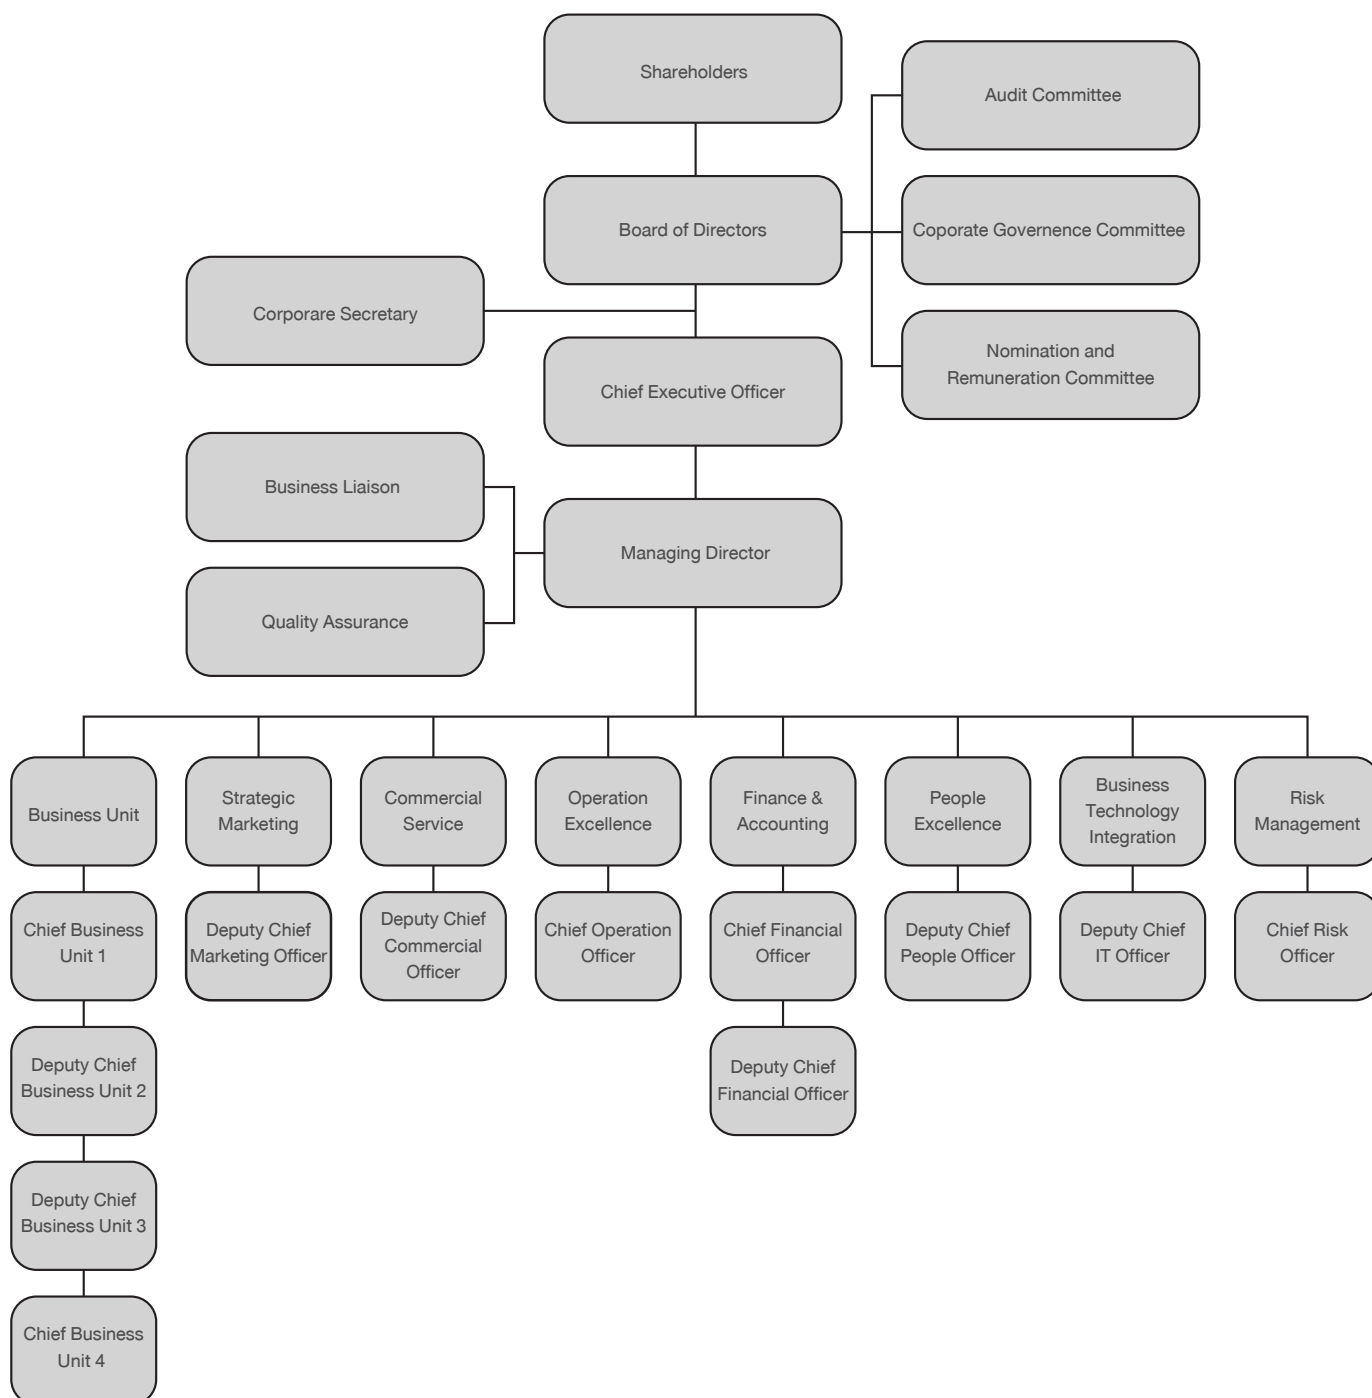 Shareholders
Audit Committee
Board of Directors
Coporate Governence Committee
Corporare Secretary
Nomination and
Remuneration Committee
Chief Executive Officer
Business Liaison
Managing Director
Quality Assurance
Business Unit
Strategic
Marketing
Commercial
Service
Operation
Excellence
Finance &
Accounting
People
Excellence
Business
Technology
Integration
Risk
Management
Chief Business
Unit 1
Deputy Chief
Marketing Officer
Deputy Chief
Commercial
Officer
Chief Operation
Officer
Chief Financial
Officer
Deputy Chief
People Officer
Deputy Chief
IT Officer
Chief Risk
Officer
Deputy Chief
Business Unit 2
Deputy Chief
Financial Officer
Deputy Chief
Business Unit 3
Chief Business
Unit 4